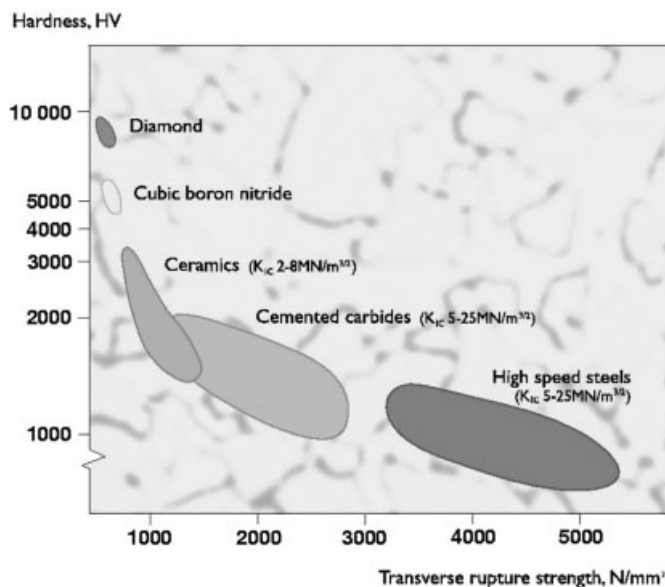 Hardness, HV
10 000
Diamond
Cubic boron nitride
5000
4000
3000
Ceramics (K_IC 2-8MN/m^3/2)
2000
Cemented carbides (K_IC 5-25MN/m^3/2)
High speed steels
(K_IC 5-25MN/m^3/2)
1000
1000 2000 3000 4000 5000
Transverse rupture strength, N/mm²